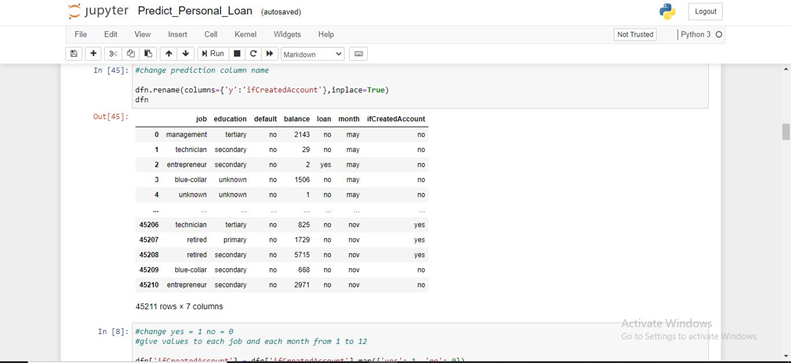 jupyter Predict_Personal_Loan (autosaved)
Logout
File Edit View Insert Cell Kernel Widgets Help
Not Trusted
Python 3
Run
Markdown
In [45]: #change prediction column name
dfn.rename(columns={'y':'ifCreatedAccount'},inplace=True)
dfn
Out[45]:
job education default balance loan month ifCreatedAccount
0 management tertiary no 2143 no may no
1 technician secondary no 29 no may no
2 entrepreneur secondary no 2 yes may no
3 blue-collar unknown no 1506 no may no
4 unknown unknown no 1 no may no
... ... ... ... ... ... ... ...
45206 technician tertiary no 825 no nov yes
45207 retired primary no 1729 no nov yes
45208 retired secondary no 5715 no nov yes
45209 blue-collar secondary no 668 no nov no
45210 entrepreneur secondary no 2971 no nov no
45211 rows × 7 columns
Activate Windows
Go to Settings to activate Windows.
In [8]: #change yes = 1 no = 0
#give values to each job and each month from 1 to 12
dfn['ifCreatedAccount'] = dfn['ifCreatedAccount'].map({'yes': 1, 'no': 0})